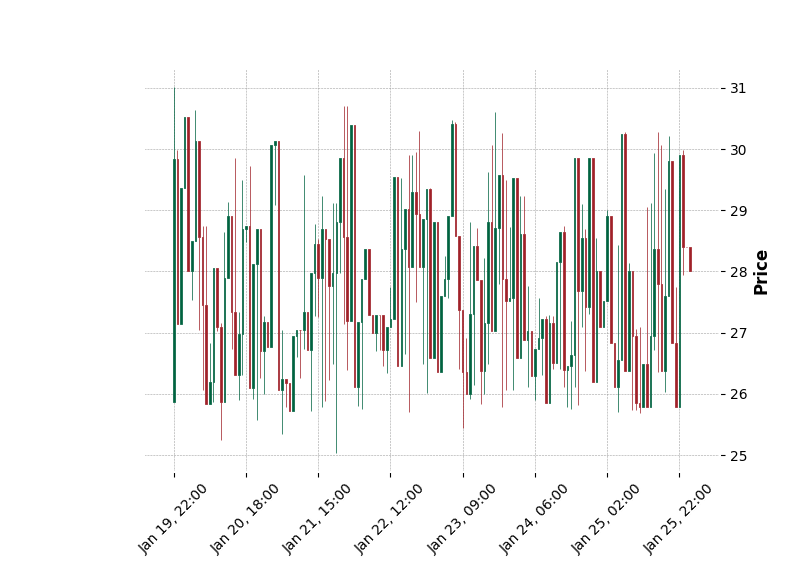 31
30
29
28
27
26
25
Price
Jan 19, 22:00
Jan 20, 18:00
Jan 21, 15:00
Jan 22, 12:00
Jan 23, 09:00
Jan 24, 06:00
Jan 25, 02:00
Jan 25, 22:00